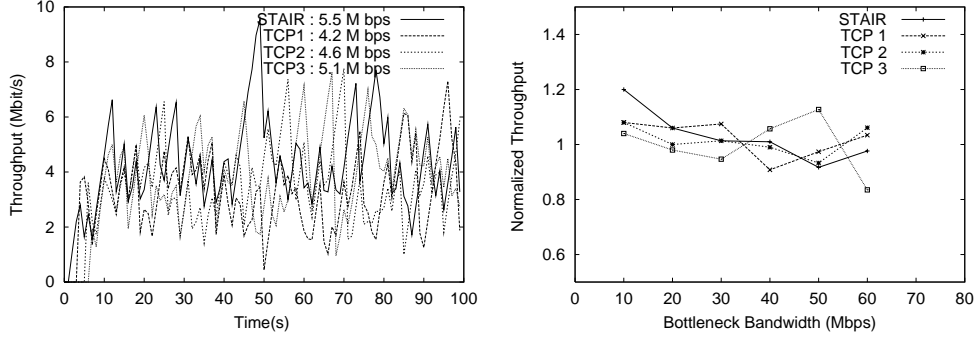 STAIR : 5.5 M bps
TCP1 : 4.2 M bps
TCP2 : 4.6 M bps
TCP3 : 5.1 M bps
10
8
6
4
2
0
Throughput (Mbit/s)
0 10 20 30 40 50 60 70 80 90 100
Time(s)
STAIR
TCP 1
TCP 2
TCP 3
1.4
1.2
1
0.8
0.6
Normalized Throughput
0 10 20 30 40 50 60 70 80
Bottleneck Bandwidth (Mbps)